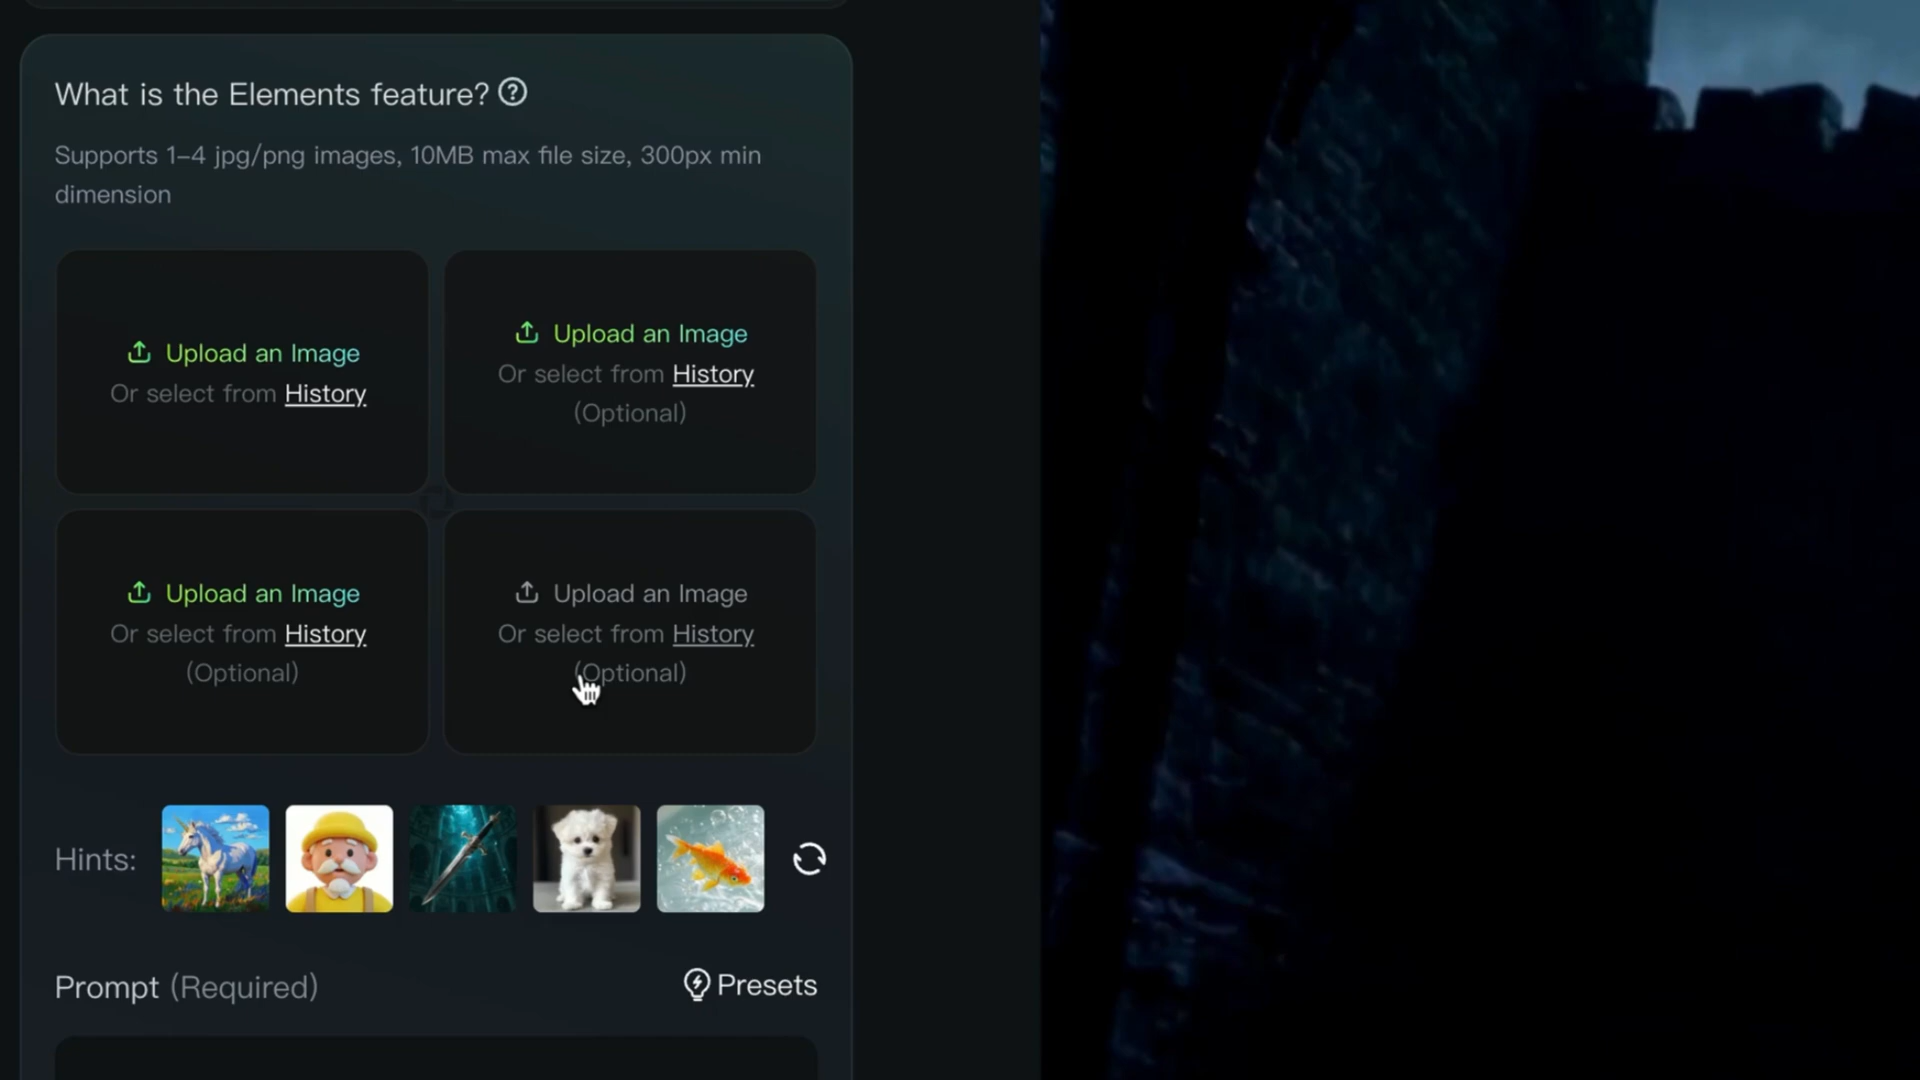 What is the Elements feature?
Supports 1–4 jpg/png images, 10MB max file size, 300px min
dimension
Upload an Image
Or select from History
Upload an Image
Or select from History
(Optional)
Upload an Image
Or select from History
(Optional)
Upload an Image
Or select from History
(Optional)
Hints:
Prompt (Required)
Presets